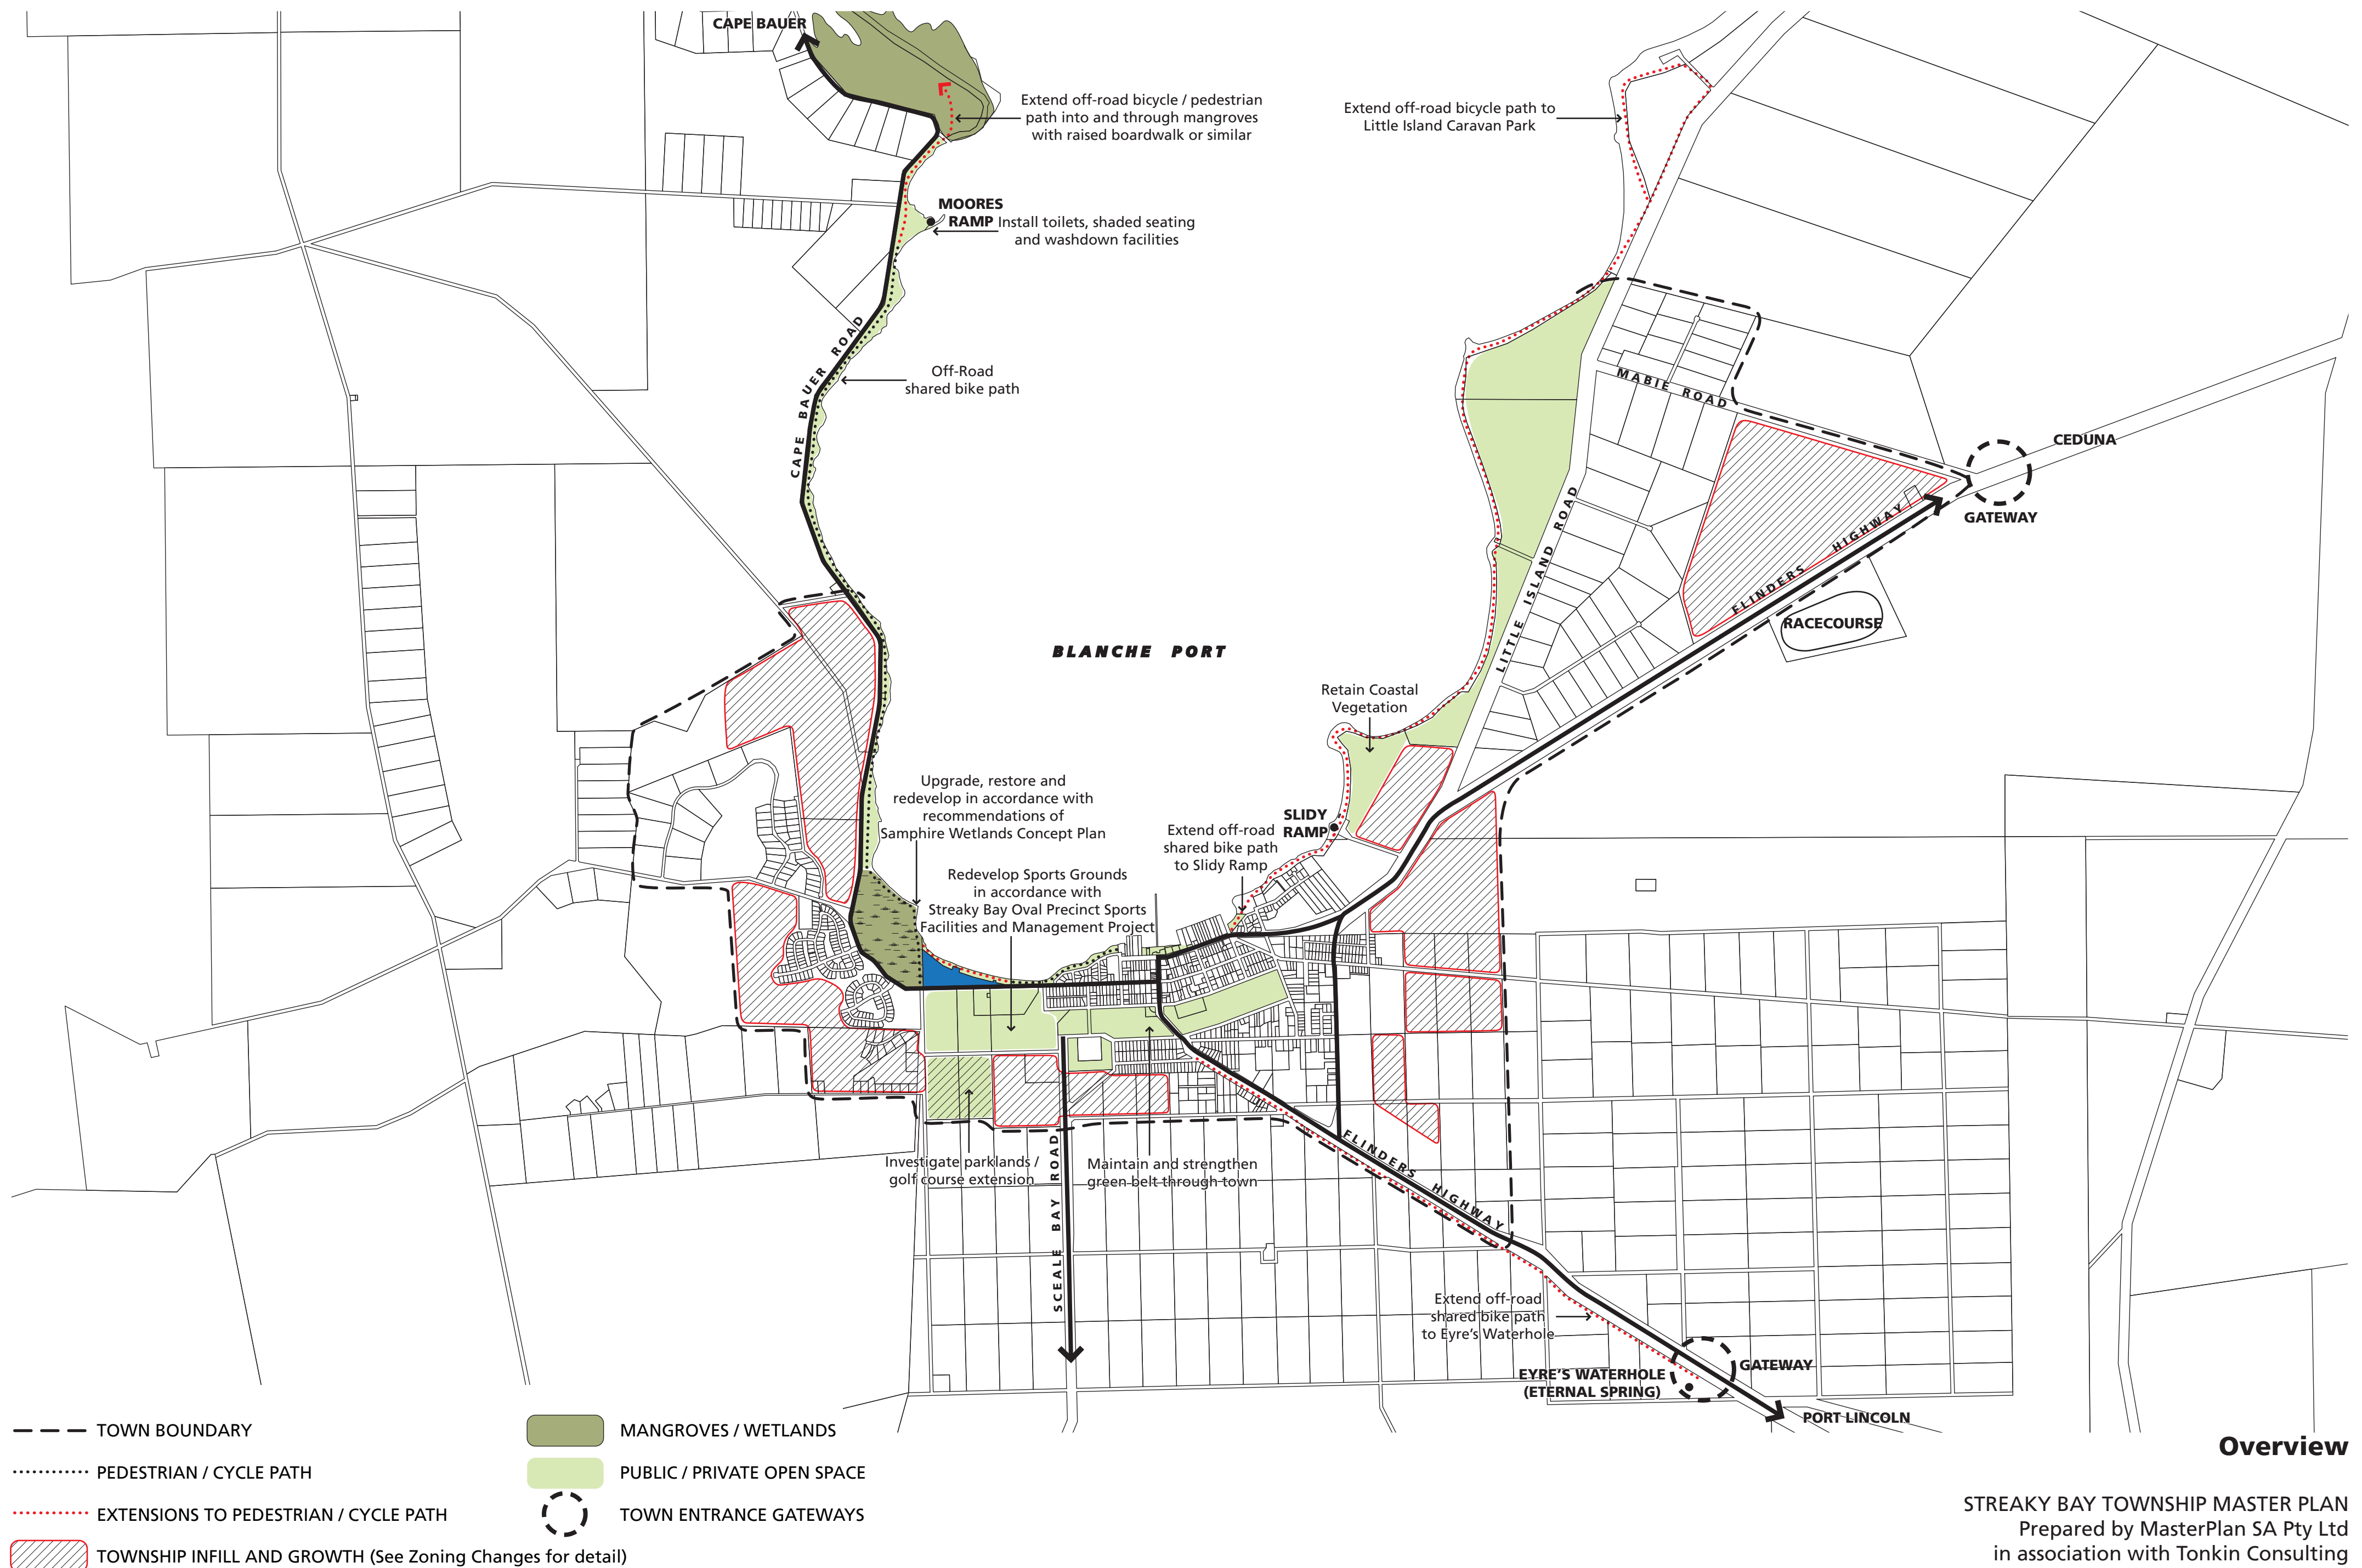 CAPE BAUER
Extend off-road bicycle / pedestrian
path into and through mangroves
with raised boardwalk or similar
Extend off-road bicycle path to
Little Island Caravan Park
MOORES
RAMP
Install toilets, shaded seating
and washdown facilities
CAPE BAUER ROAD
Off-Road
shared bike path
MABIE ROAD
CEDUNA
GATEWAY
FLINDERS HIGHWAY
RACECOURSE
LITTLE ISLAND ROAD
BLANCHE PORT
Retain Coastal
Vegetation
Upgrade, restore and
redevelop in accordance with
recommendations of
Samphire Wetlands Concept Plan
SLIDY
RAMP
Extend off-road
shared bike path
to Slidy Ramp
Redevelop Sports Grounds
in accordance with
Streaky Bay Oval Precinct Sports
Facilities and Management Project
Investigate parklands /
golf course extension
Maintain and strengthen
green belt through town
FLINDERS HIGHWAY
SCEALE BAY ROAD
Extend off-road
shared bike path
to Eyre's Waterhole
EYRE'S WATERHOLE
(ETERNAL SPRING)
GATEWAY
PORT LINCOLN
TOWN BOUNDARY
PEDESTRIAN / CYCLE PATH
EXTENSIONS TO PEDESTRIAN / CYCLE PATH
TOWNSHIP INFILL AND GROWTH (See Zoning Changes for detail)
MANGROVES / WETLANDS
PUBLIC / PRIVATE OPEN SPACE
TOWN ENTRANCE GATEWAYS
Overview
STREAKY BAY TOWNSHIP MASTER PLAN
Prepared by MasterPlan SA Pty Ltd
in association with Tonkin Consulting